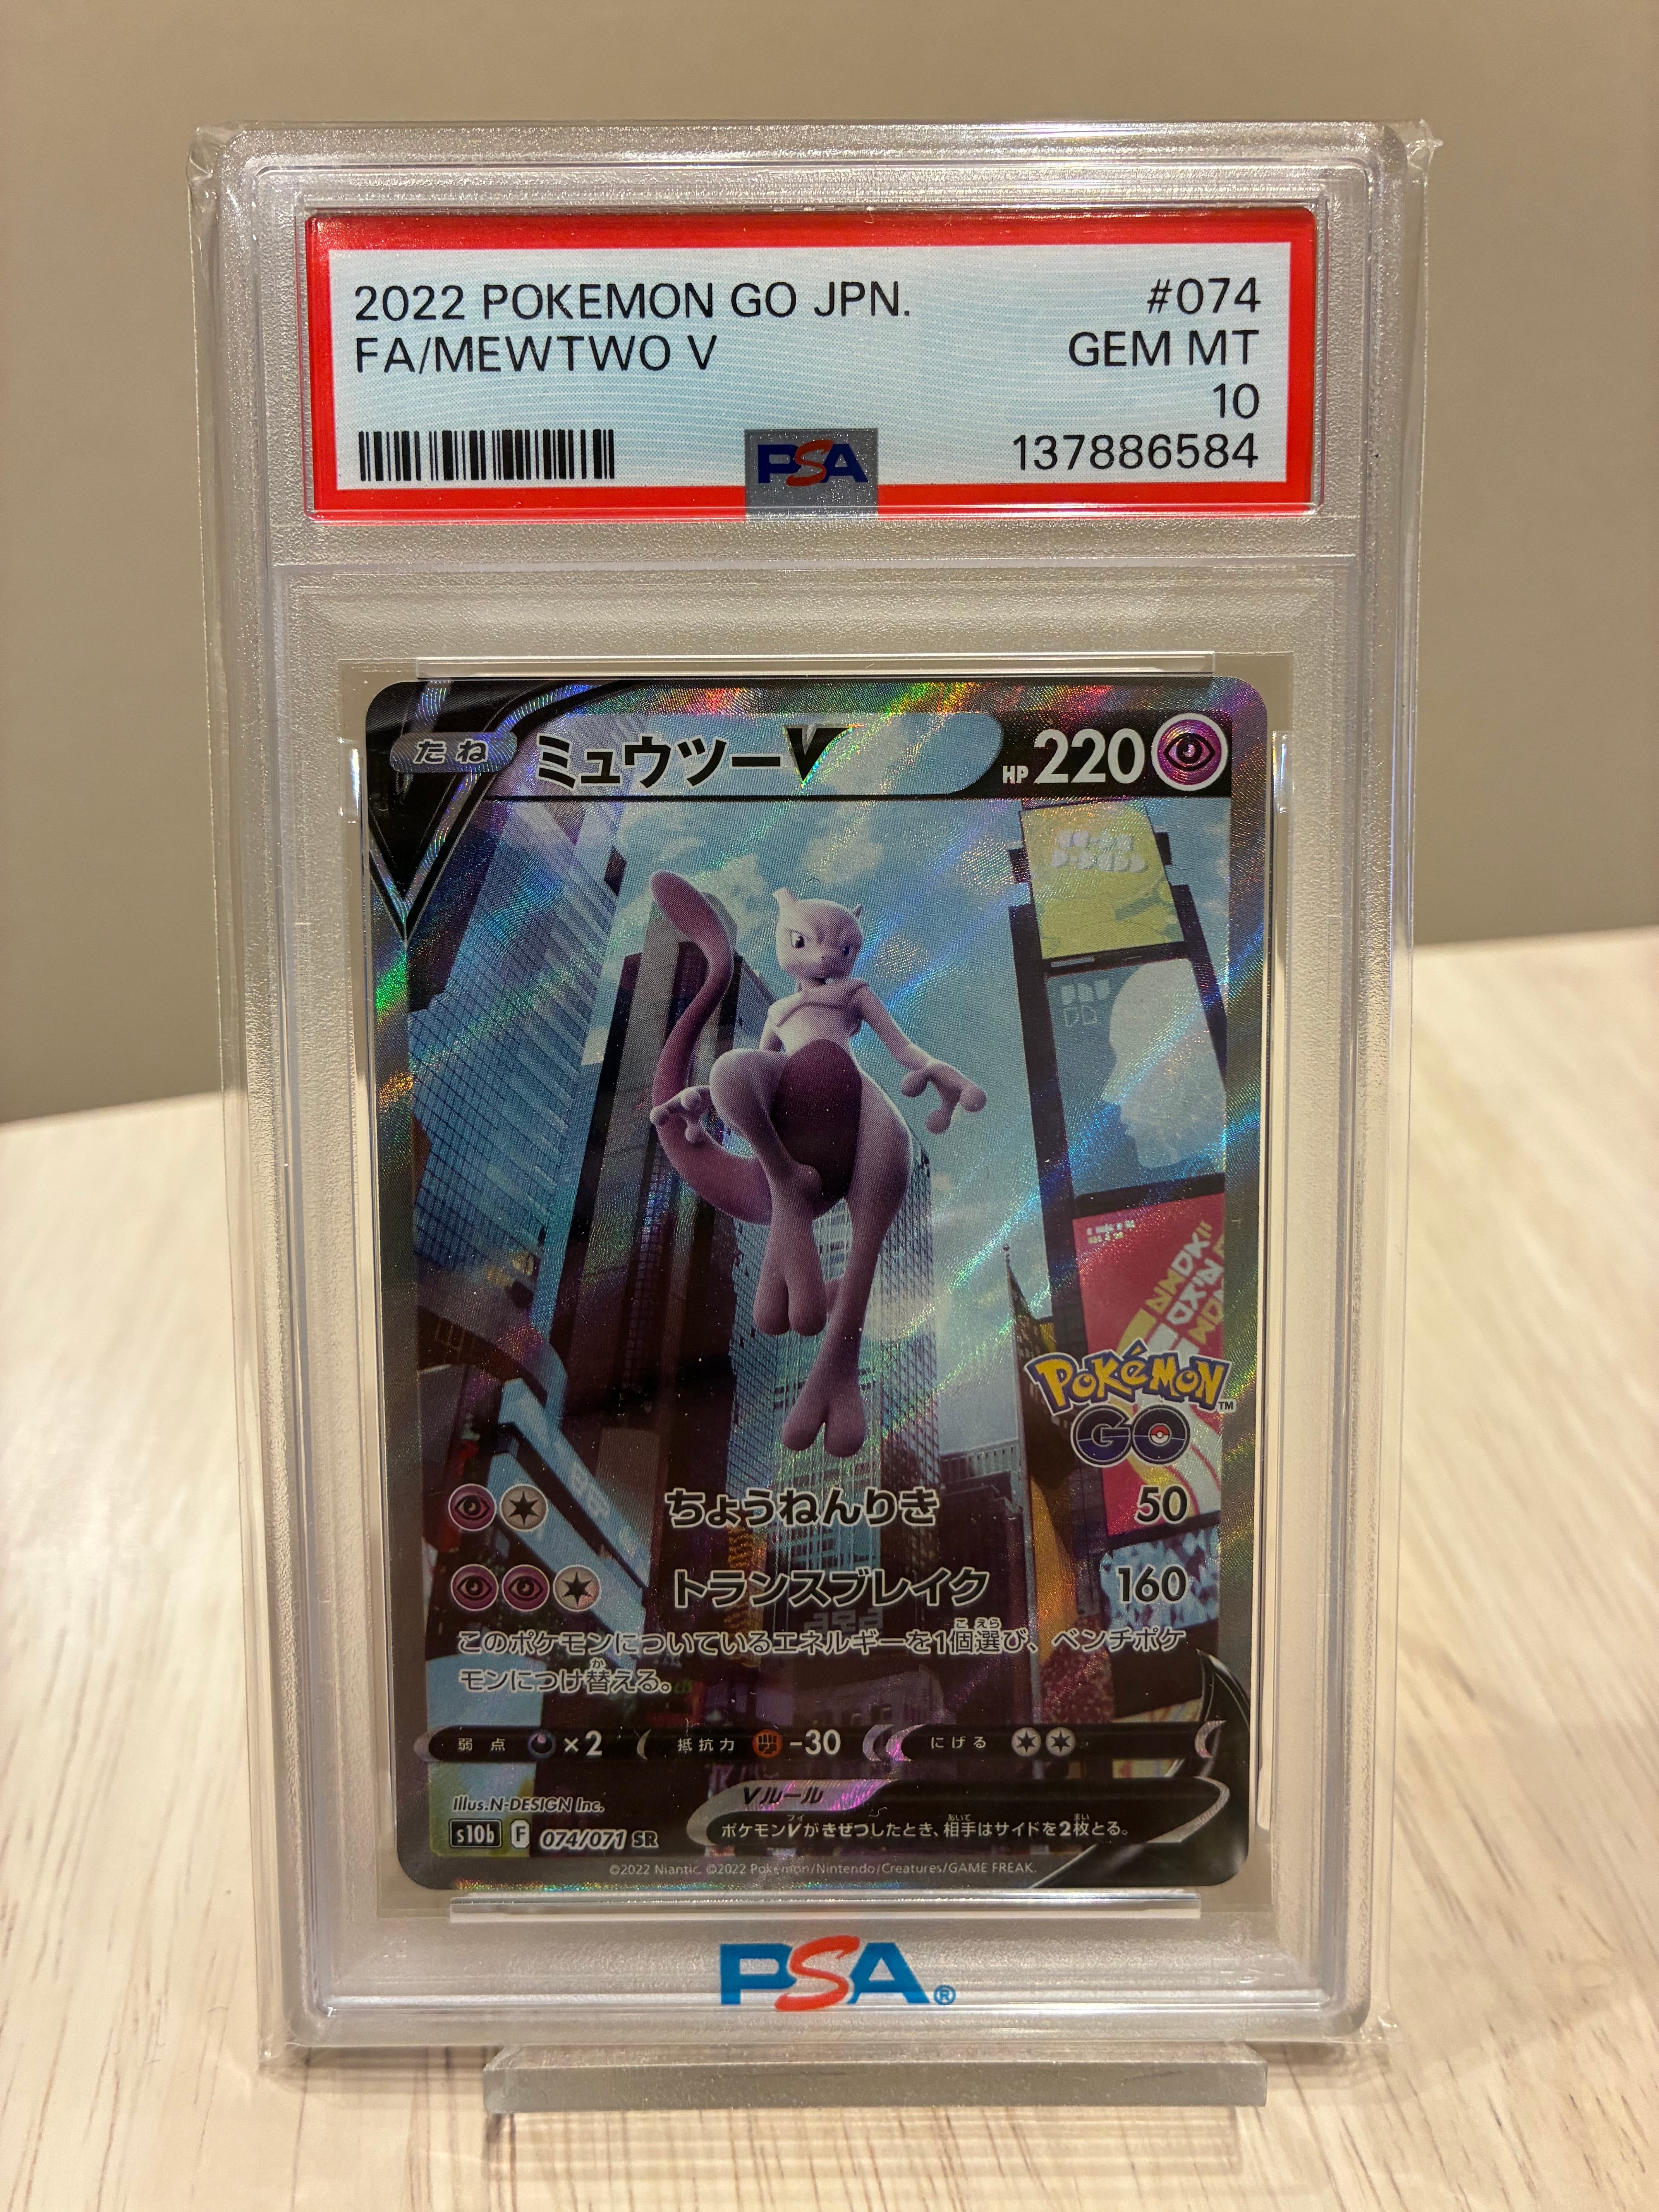 2022 POKEMON GO JPN. #074
FA/MEWTWO V GEM MT
10
PSA 137886584
たね ミュウツーV HP 220
POKéMON™
GO
ちょうねんりき 50
トランスブレイク 160
このポケモンについているエネルギーを1個選び、ベンチポケ
モンにつけ替える。
弱点 ×2 抵抗力 -30 にげる
Vルール
Illus.N-DESIGN Inc.
ポケモンVがきぜつしたとき、相手はサイドを2枚とる。
s10b F 074/071 SR
©2022 Niantic. ©2022 Pokémon/Nintendo/Creatures/GAME FREAK.
PSA®